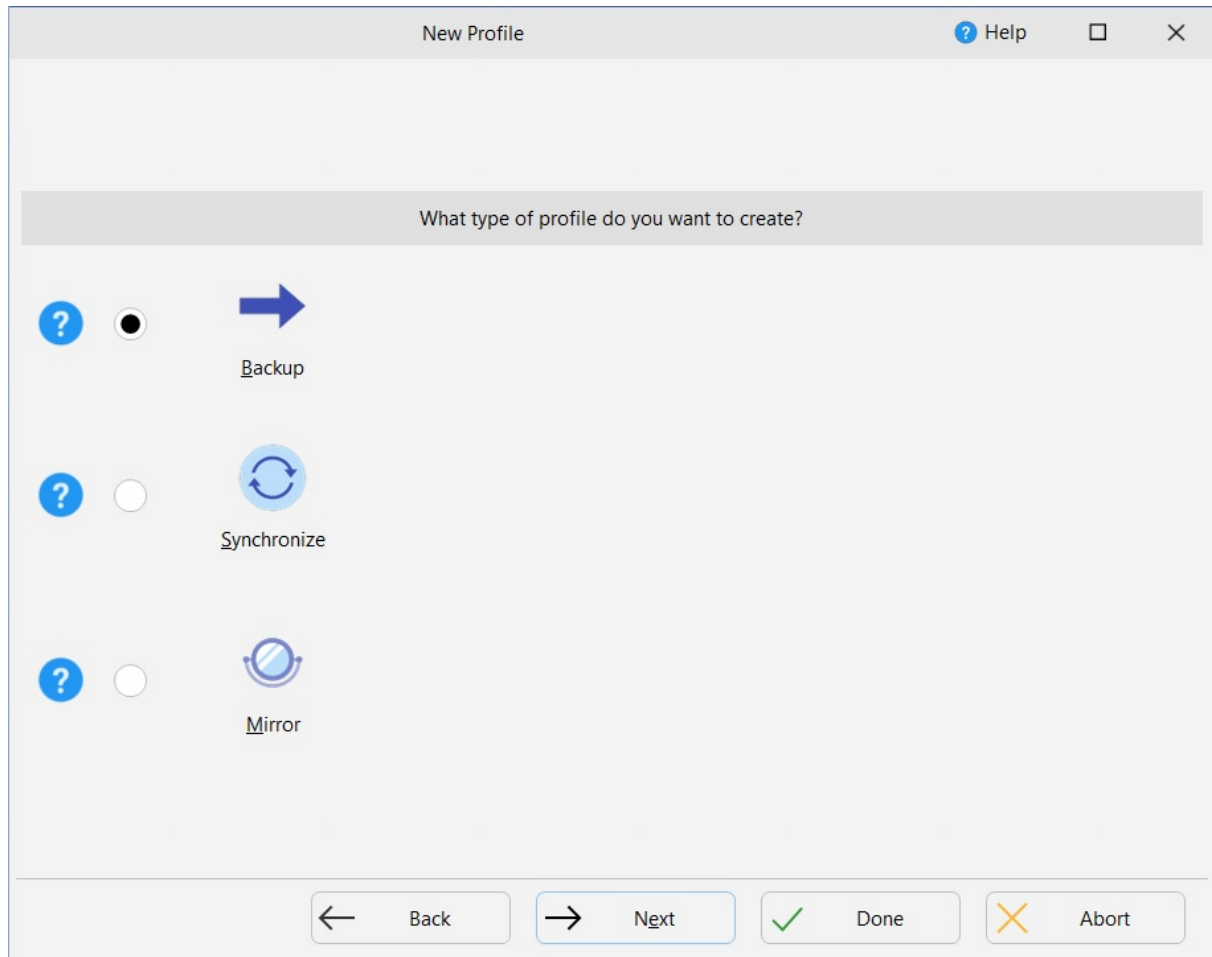 New Profile
Help
What type of profile do you want to create?
Backup
Synchronize
Mirror
Back
Next
Done
Abort